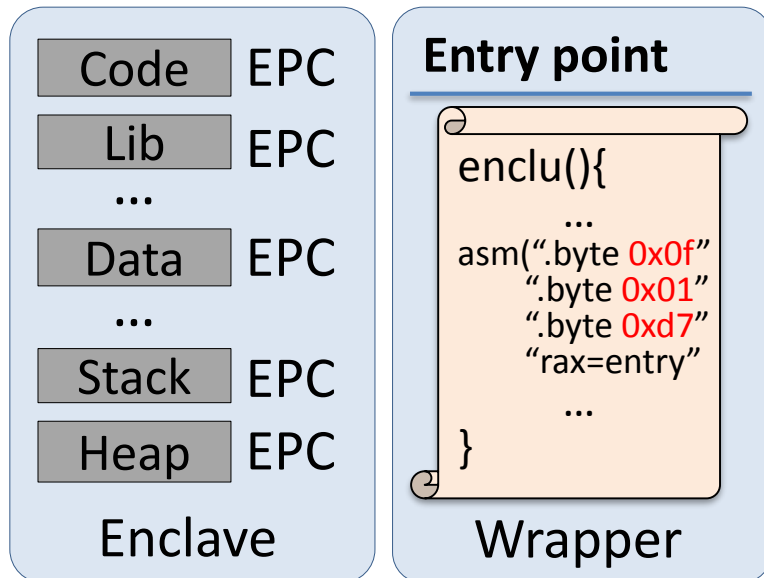 Code EPC
Lib EPC
...
Data EPC
...
Stack EPC
Heap EPC
Enclave
Entry point
enclu(){
...
asm(“.byte 0x0f”
“.byte 0x01”
“.byte 0xd7”
“rax=entry”
...
}
Wrapper